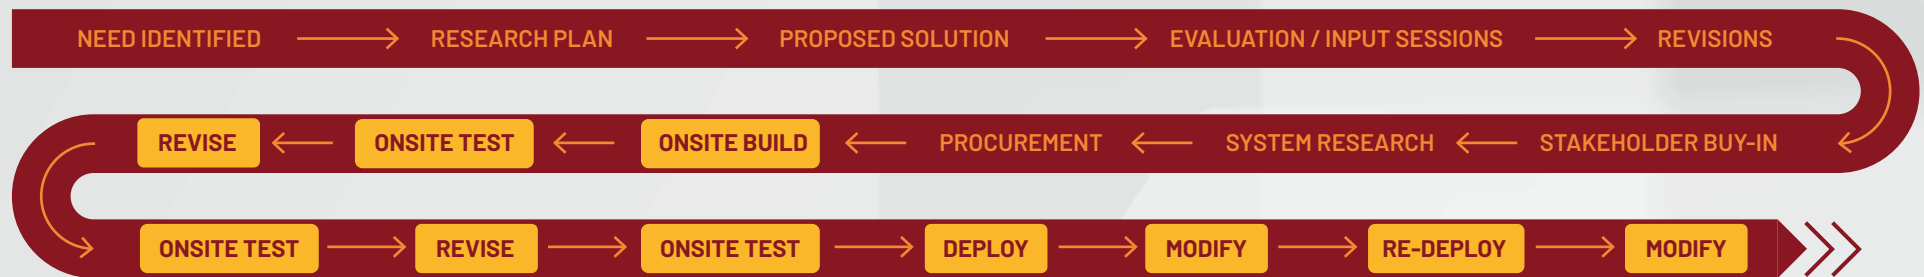 NEED IDENTIFIED
RESEARCH PLAN
PROPOSED SOLUTION
EVALUATION / INPUT SESSIONS
REVISIONS
STAKEHOLDER BUY-IN
SYSTEM RESEARCH
PROCUREMENT
ONSITE BUILD
ONSITE TEST
REVISE
ONSITE TEST
REVISE
ONSITE TEST
DEPLOY
MODIFY
RE-DEPLOY
MODIFY